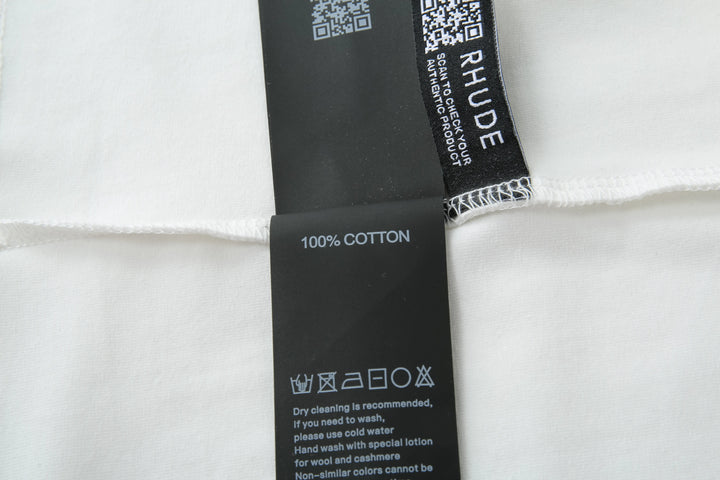 RHUDE
SCAN TO CHECK YOUR
AUTHENTIC PRODUCT
100% COTTON
Dry cleaning is recommended,
If you need to wash,
please use cold water
Hand wash with special lotion
for wool and cashmere
Non-similar colors cannot be